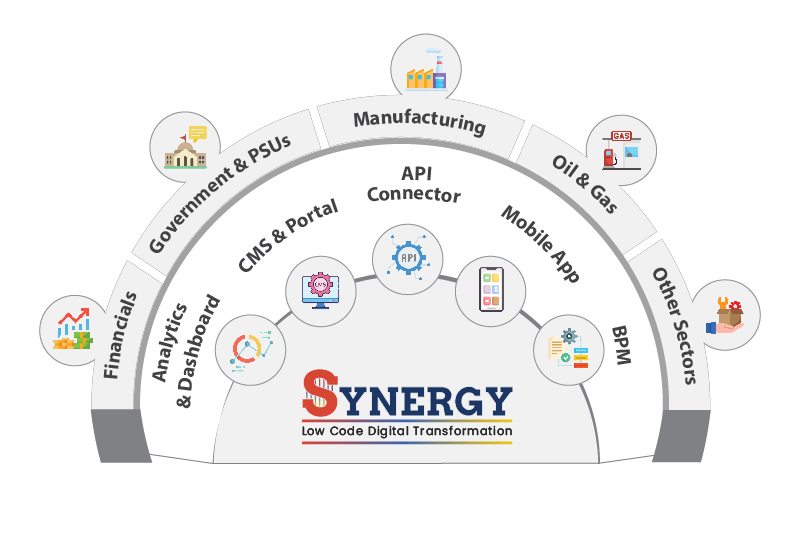 Financials
Government & PSUs
Manufacturing
GAS
Oil & Gas
Other Sectors
Analytics
& Dashboard
CMS & Portal
CMS
API
Connector
API
Mobile App
BPM
SYNERGY
Low Code Digital Transformation